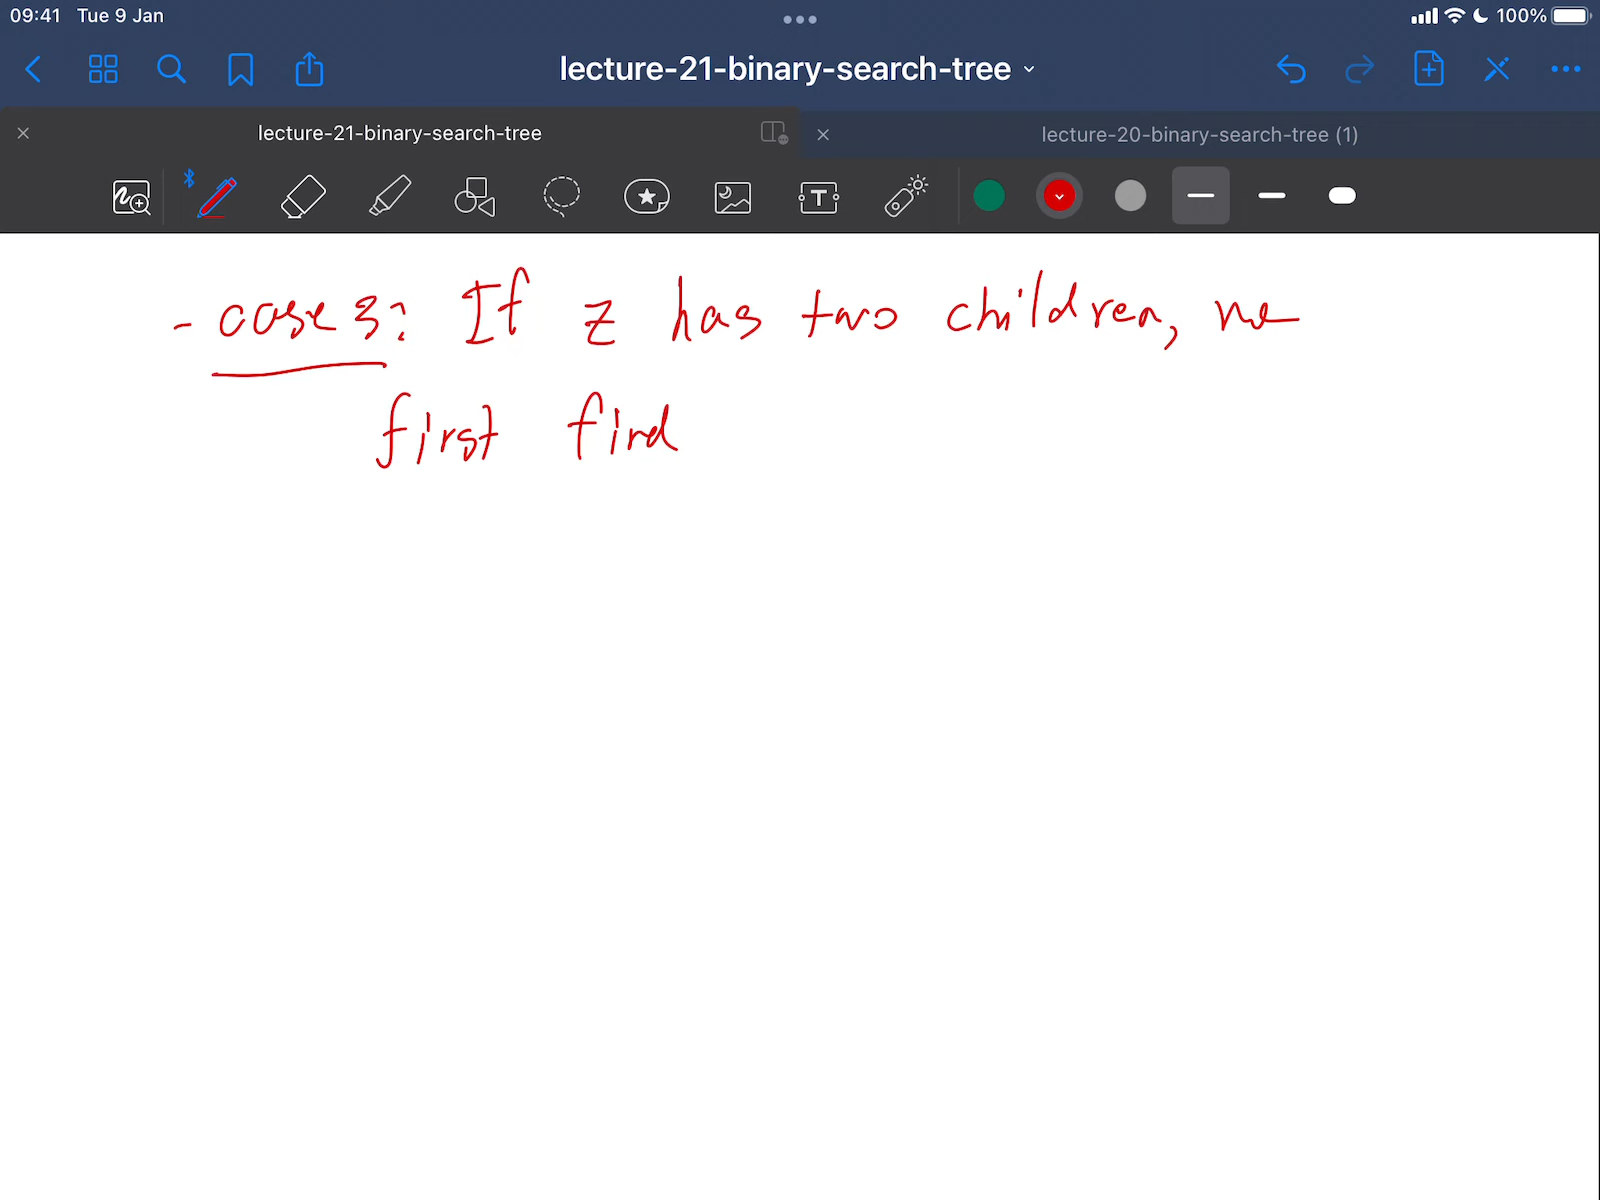 09:41 Tue 9 Jan
100%
lecture-21-binary-search-tree
lecture-21-binary-search-tree
lecture-20-binary-search-tree (1)
T
- case 3: If z has two children, we
first find